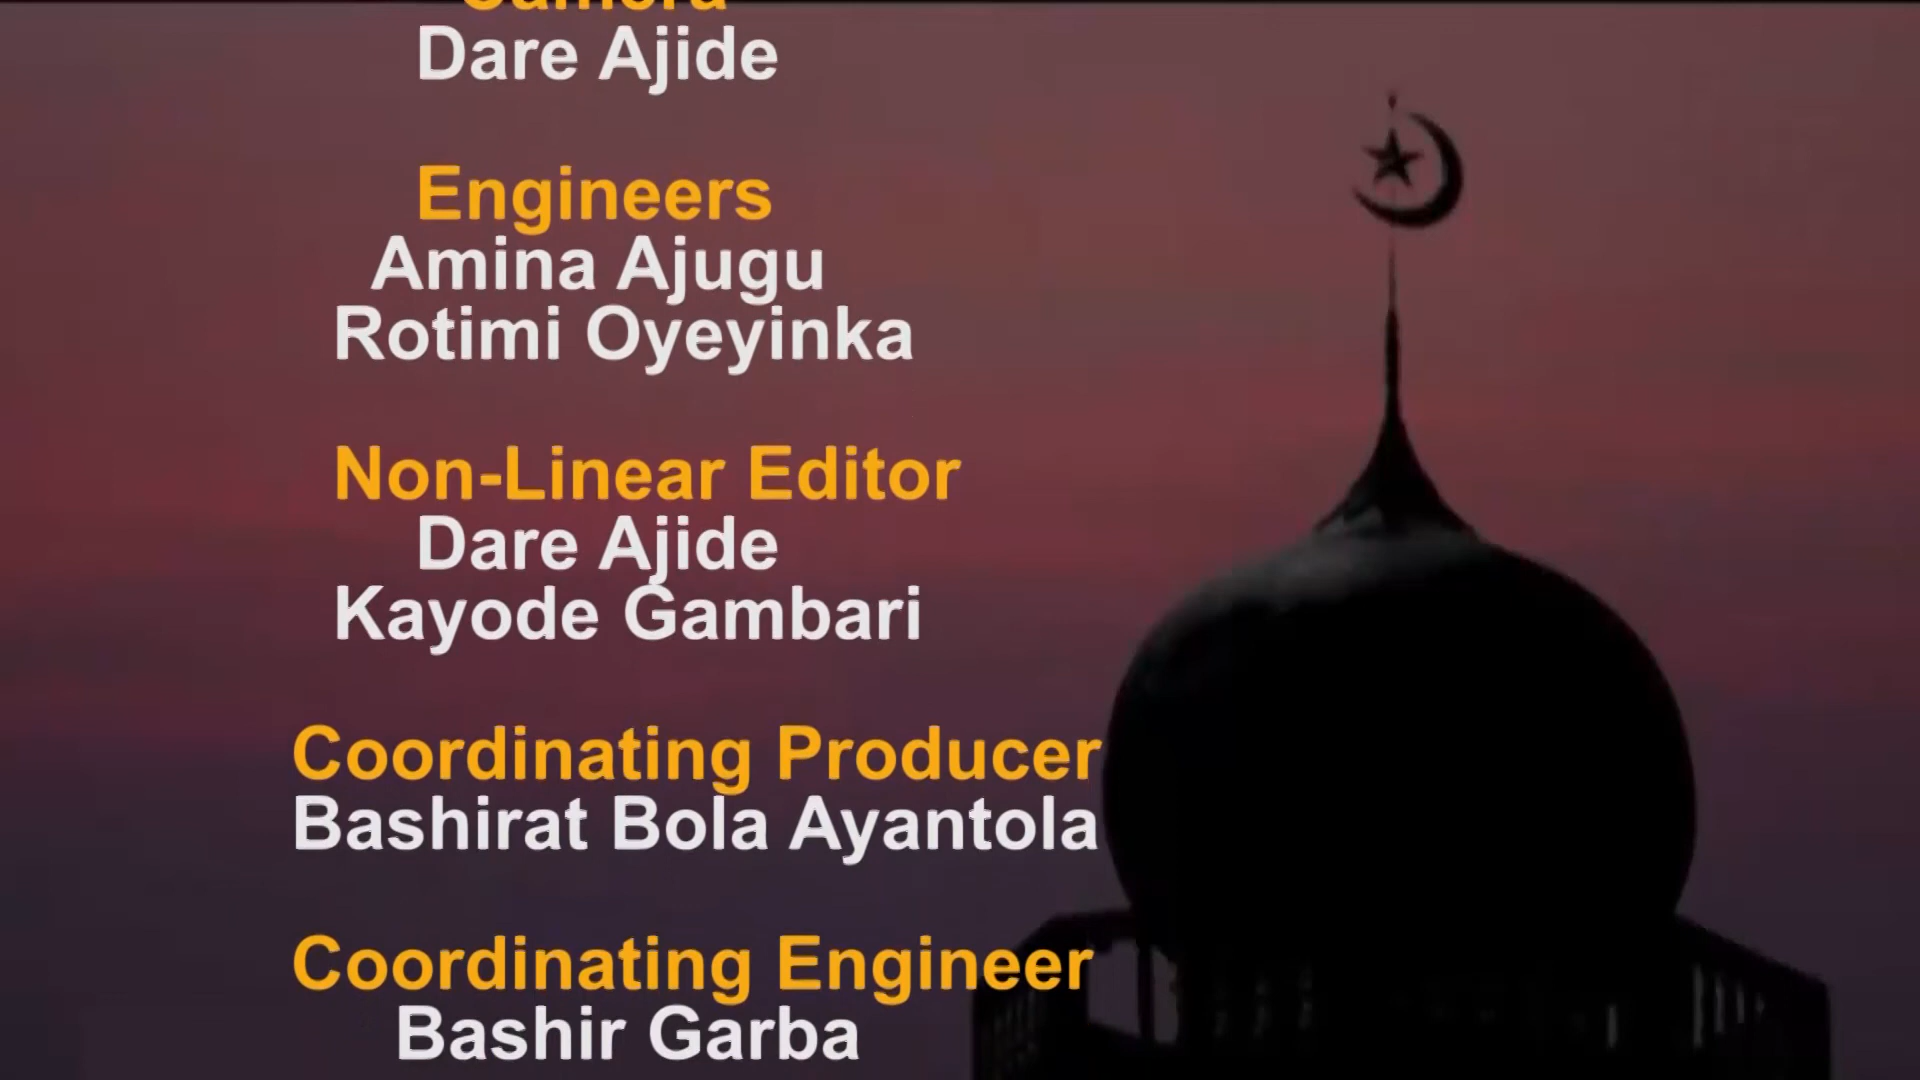 Camera
Dare Ajide
Engineers
Amina Ajugu
Rotimi Oyeyinka
Non-Linear Editor
Dare Ajide
Kayode Gambari
Coordinating Producer
Bashirat Bola Ayantola
Coordinating Engineer
Bashir Garba